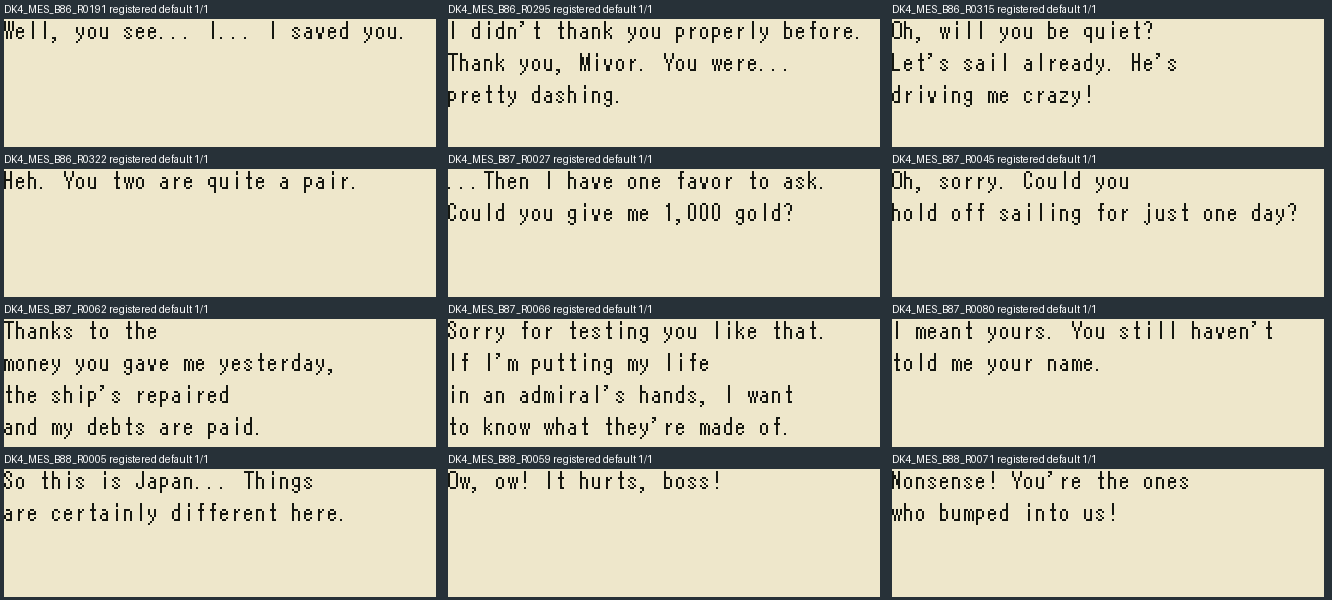 DK4_MES_B86_R0191 registered default 1/1
Well, you see... I... I saved you.
DK4_MES_B86_R0295 registered default 1/1
I didn't thank you properly before.
Thank you, Mivor. You were...
pretty dashing.
DK4_MES_B86_R0315 registered default 1/1
Oh, will you be quiet?
Let's sail already. He's
driving me crazy!
DK4_MES_B86_R0322 registered default 1/1
Heh. You two are quite a pair.
DK4_MES_B87_R0027 registered default 1/1
...Then I have one favor to ask.
Could you give me 1,000 gold?
DK4_MES_B87_R0045 registered default 1/1
Oh, sorry. Could you
hold off sailing for just one day?
DK4_MES_B87_R0062 registered default 1/1
Thanks to the
money you gave me yesterday,
the ship's repaired
and my debts are paid.
DK4_MES_B87_R0066 registered default 1/1
Sorry for testing you like that.
If I'm putting my life
in an admiral's hands, I want
to know what they're made of.
DK4_MES_B87_R0080 registered default 1/1
I meant yours. You still haven't
told me your name.
DK4_MES_B88_R0005 registered default 1/1
So this is Japan... Things
are certainly different here.
DK4_MES_B88_R0059 registered default 1/1
Ow, ow! It hurts, boss!
DK4_MES_B88_R0071 registered default 1/1
Nonsense! You're the ones
who bumped into us!